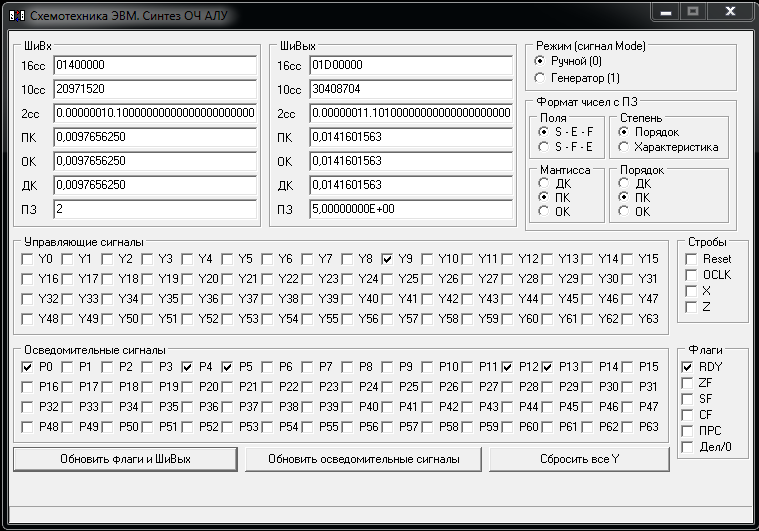 Схемотехника ЭВМ. Синтез ОЧ АЛУ
ШиВх
16сс 01400000
10сс 20971520
2сс 0.00000010.10000000000000000000000
ПК 0,0097656250
ОК 0,0097656250
ДК 0,0097656250
ПЗ 2
ШиВых
16сс 01D00000
10сс 30408704
2сс 0.00000011.10100000000000000000000
ПК 0,0141601563
ОК 0,0141601563
ДК 0,0141601563
ПЗ 5,00000000E+00
Режим (сигнал Mode)
Ручной (0)
Генератор (1)
Формат чисел с ПЗ
Поля
S - E - F
S - F - E
Степень
Порядок
Характеристика
Мантисса
ДК
ПК
ОК
Порядок
ДК
ПК
ОК
Управляющие сигналы
Y0 Y1 Y2 Y3 Y4 Y5 Y6 Y7 Y8 Y9 Y10 Y11 Y12 Y13 Y14 Y15
Y16 Y17 Y18 Y19 Y20 Y21 Y22 Y23 Y24 Y25 Y26 Y27 Y28 Y29 Y30 Y31
Y32 Y33 Y34 Y35 Y36 Y37 Y38 Y39 Y40 Y41 Y42 Y43 Y44 Y45 Y46 Y47
Y48 Y49 Y50 Y51 Y52 Y53 Y54 Y55 Y56 Y57 Y58 Y59 Y60 Y61 Y62 Y63
Стробы
Reset
OCLK
X
Z
Осведомительные сигналы
P0 P1 P2 P3 P4 P5 P6 P7 P8 P9 P10 P11 P12 P13 P14 P15
P16 P17 P18 P19 P20 P21 P22 P23 P24 P25 P26 P27 P28 P29 P30 P31
P32 P33 P34 P35 P36 P37 P38 P39 P40 P41 P42 P43 P44 P45 P46 P47
P48 P49 P50 P51 P52 P53 P54 P55 P56 P57 P58 P59 P60 P61 P62 P63
Флаги
RDY
ZF
SF
CF
ПРС
Дел/0
Обновить флаги и ШиВых
Обновить осведомительные сигналы
Сбросить все Y